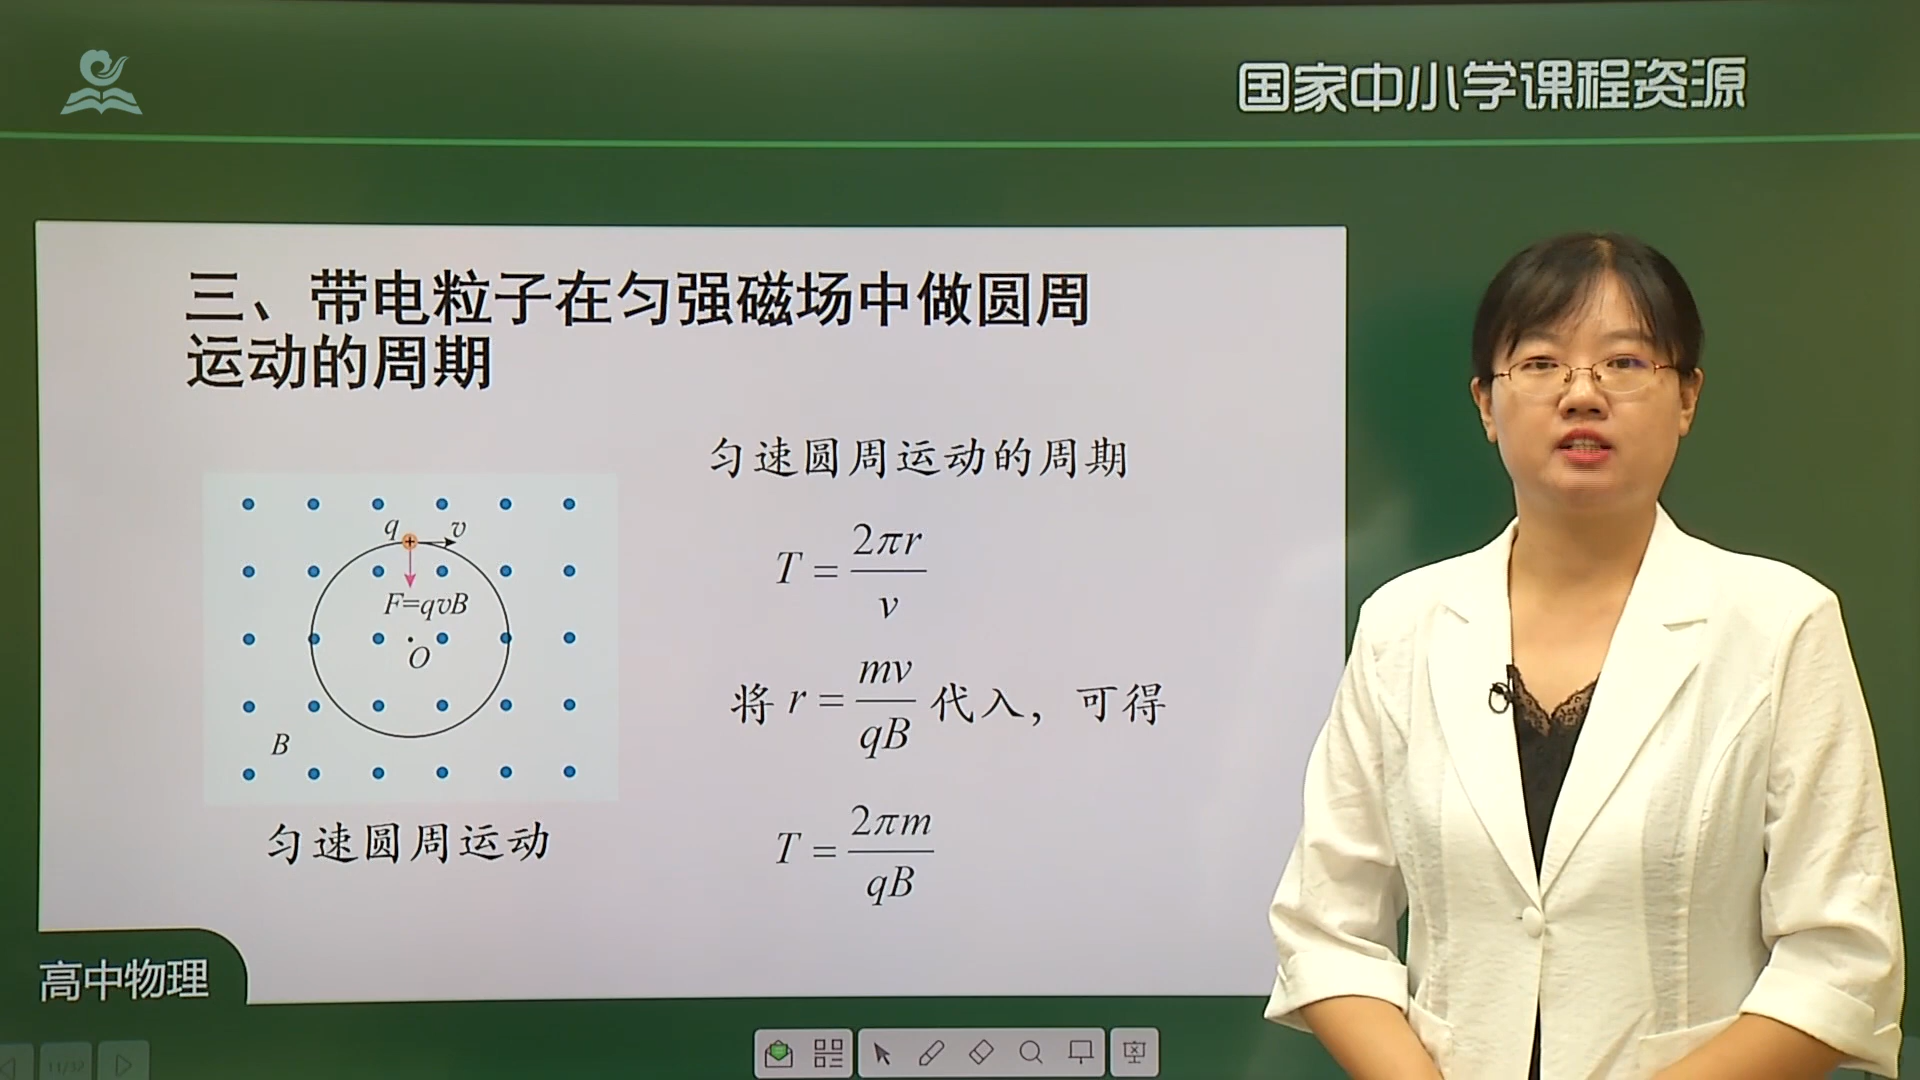 国家中小学课程资源
三、带电粒子在匀强磁场中做圆周
运动的周期
匀速圆周运动的周期
T = 2πr / v
将 r = mv / qB 代入，可得
T = 2πm / qB
q
v
F=qvB
O
B
匀速圆周运动
高中物理
11/32